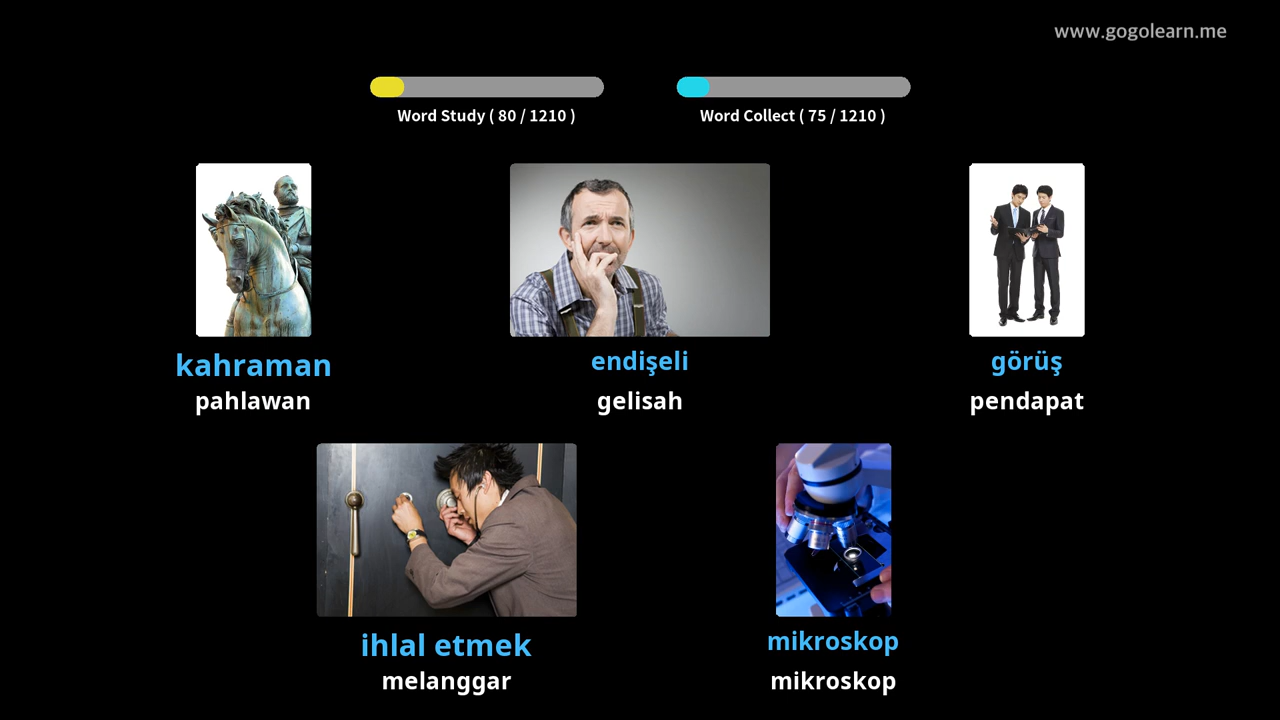 www.gogolearn.me
Word Study ( 80 / 1210 )
Word Collect ( 75 / 1210 )
kahraman
pahlawan
endişeli
gelisah
görüş
pendapat
ihlal etmek
melanggar
mikroskop
mikroskop